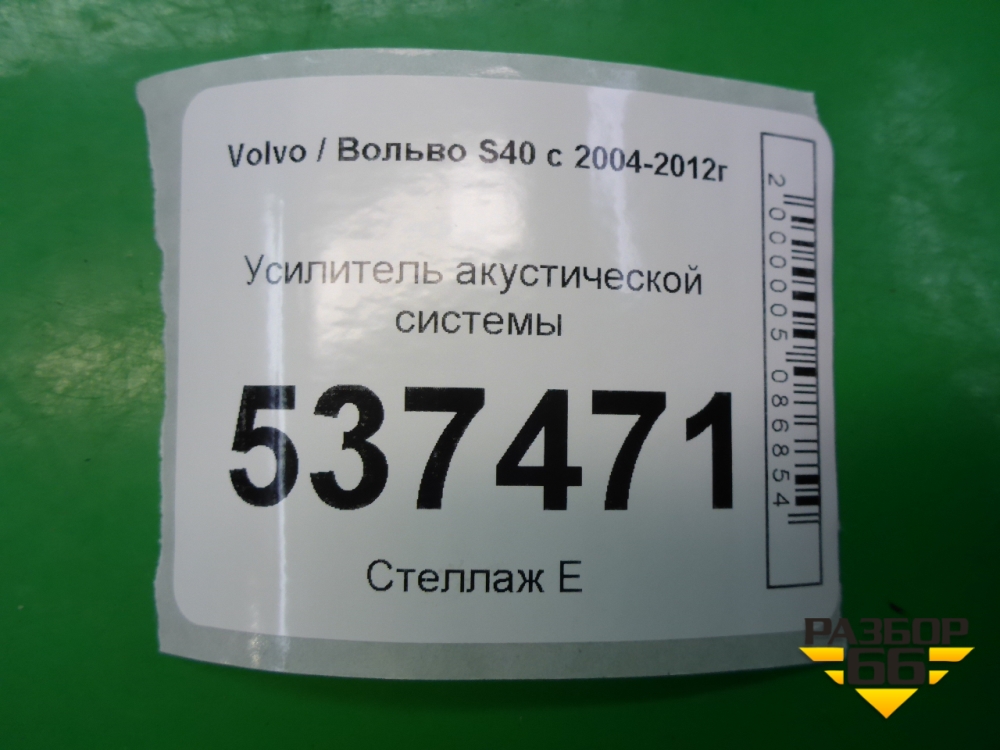 Volvo / Вольво S40 с 2004-2012г
Усилитель акустической
системы
537471
Стеллаж Е
2000005086854
РАЗБОР
66